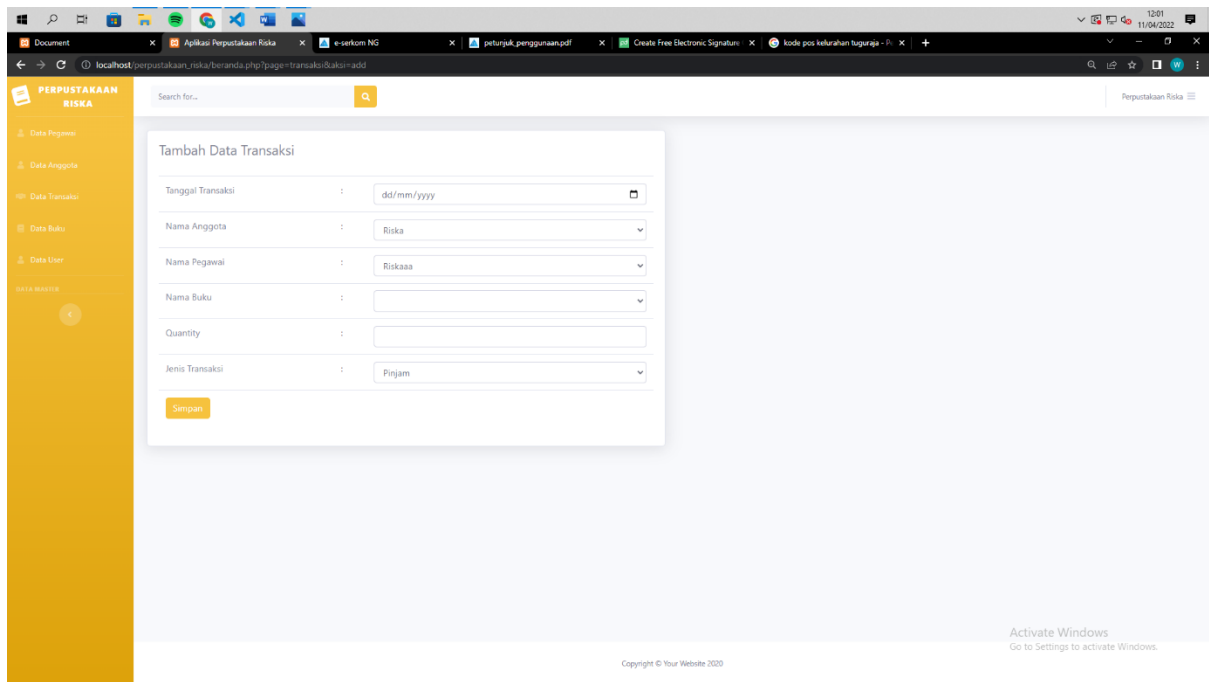 12:01
11/04/2022
Document
Aplikasi Perpustakaan Riska
e-serkom NG
petunjuk_penggunaan.pdf
Create Free Electronic Signature
kode pos kelurahan tuguraja - P
localhost/perpustakaan_riska/beranda.php?page=transaksi&aksi=add
W
PERPUSTAKAAN
RISKA
Search for...
Perpustakaan Riska
Data Pegawai
Data Anggota
Data Transaksi
Data Buku
Data User
DATA MASTER
Tambah Data Transaksi
Tanggal Transaksi : dd/mm/yyyy
Nama Anggota : Riska
Nama Pegawai : Riskaaa
Nama Buku :
Quantity :
Jenis Transaksi : Pinjam
Simpan
Activate Windows
Go to Settings to activate Windows.
Copyright © Your Website 2020